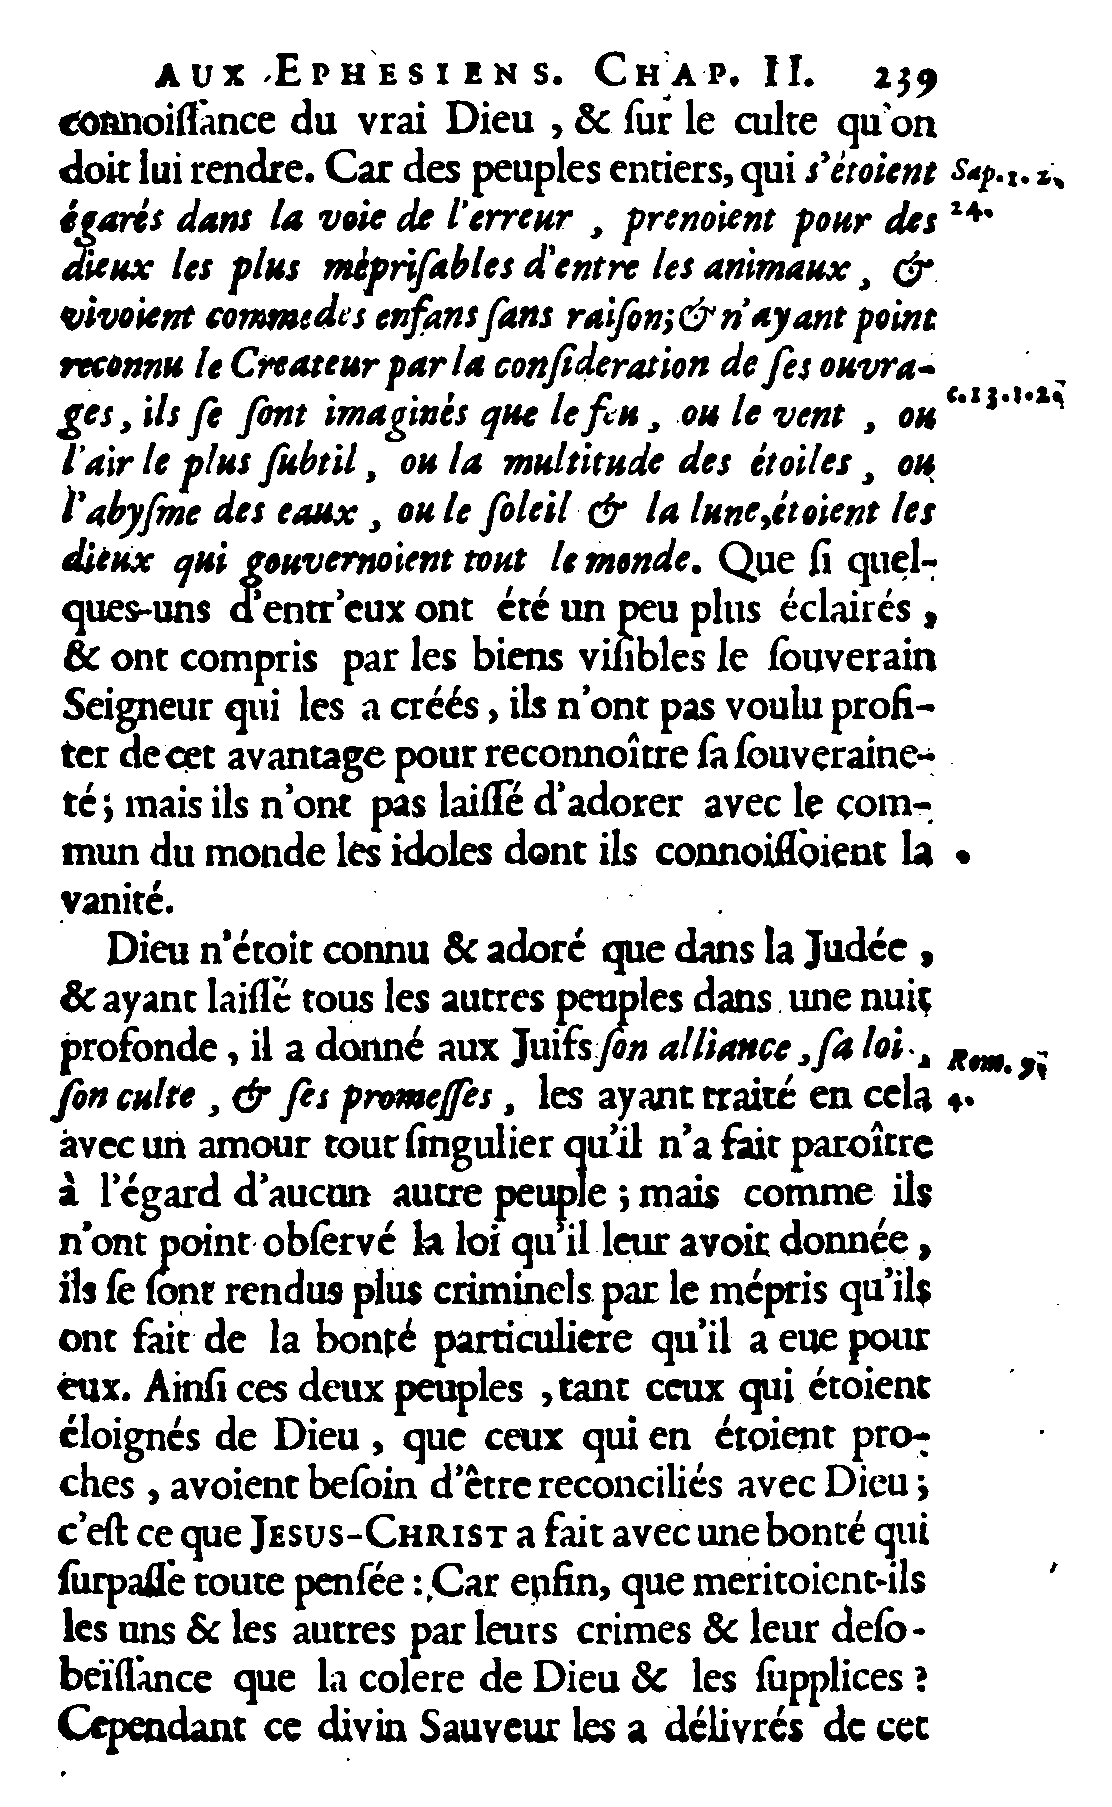 AUX EPHESIENS. CHAP. II. 239
connoiſſance du vrai Dieu, & ſur le culte qu'on
doit lui rendre. Car des peuples entiers, qui s'étoient
Sap. 1. 2.
égarés dans la voie de l'erreur, prenoient pour des
24.
dieux les plus mépriſables d'entre les animaux, &
vivoient comme des enfans ſans raiſon; & n'ayant point
reconnu le Createur par la conſideration de ſes ouvra-
ges, ils ſe ſont imaginés que le feu, ou le vent, ou
c. 13. 1. 2.
l'air le plus ſubtil, ou la multitude des étoiles, ou
l'abyſme des eaux, ou le ſoleil & la lune, étoient les
dieux qui gouvernoient tout le monde. Que ſi quel-
ques-uns d'entr'eux ont été un peu plus éclairés,
& ont compris par les biens viſibles le ſouverain
Seigneur qui les a créés, ils n'ont pas voulu profi-
ter de cet avantage pour reconnoître ſa ſouveraine-
té; mais ils n'ont pas laiſſé d'adorer avec le com-
mun du monde les idoles dont ils connoiſſoient la
vanité.
Dieu n'étoit connu & adoré que dans la Judée,
& ayant laiſſé tous les autres peuples dans une nuit
profonde, il a donné aux Juifs ſon alliance, ſa loi,
Rom. 9.
ſon culte, & ſes promeſſes, les ayant traité en cela
4.
avec un amour tout ſingulier qu'il n'a fait paroître
à l'égard d'aucun autre peuple; mais comme ils
n'ont point obſervé la loi qu'il leur avoit donnée,
ils ſe ſont rendus plus criminels par le mépris qu'ils
ont fait de la bonté particuliere qu'il a eue pour
eux. Ainſi ces deux peuples, tant ceux qui étoient
éloignés de Dieu, que ceux qui en étoient pro-
ches, avoient beſoin d'être reconciliés avec Dieu;
c'eſt ce que JESUS-CHRIST a fait avec une bonté qui
ſurpaſſe toute penſée: Car enfin, que meritoient-ils
les uns & les autres par leurs crimes & leur deſo-
beïſſance que la colere de Dieu & les ſupplices?
Cependant ce divin Sauveur les a délivrés de cet